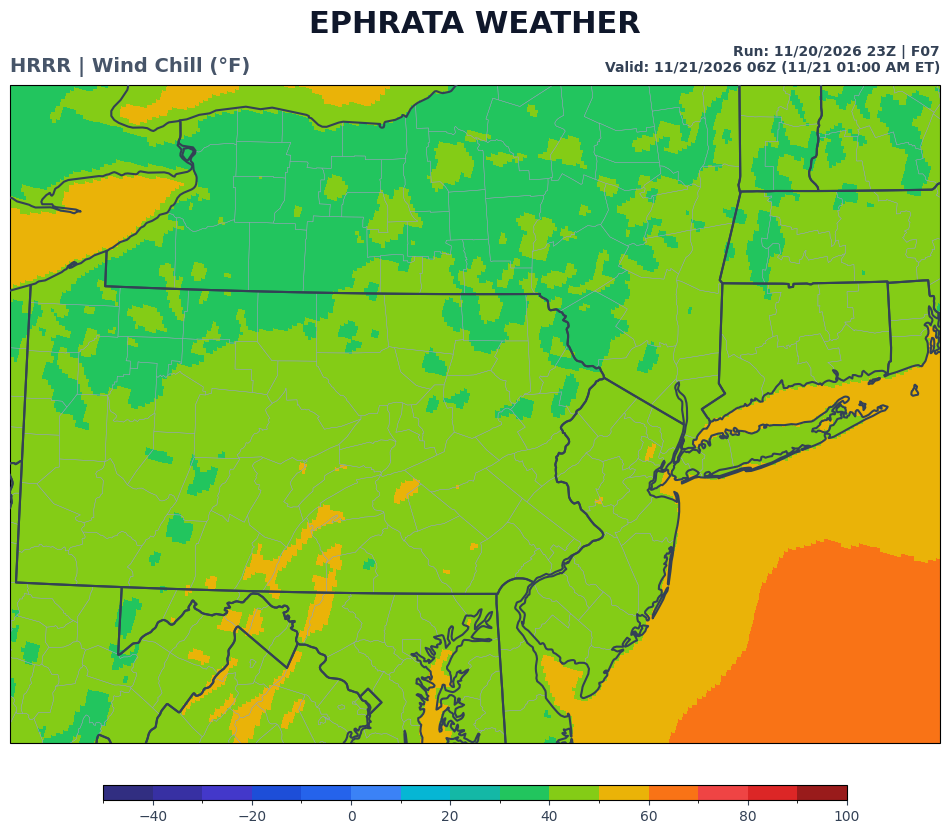 EPHRATA WEATHER
HRRR | Wind Chill (°F)
Run: 11/20/2026 23Z | F07
Valid: 11/21/2026 06Z (11/21 01:00 AM ET)
−40 −20 0 20 40 60 80 100